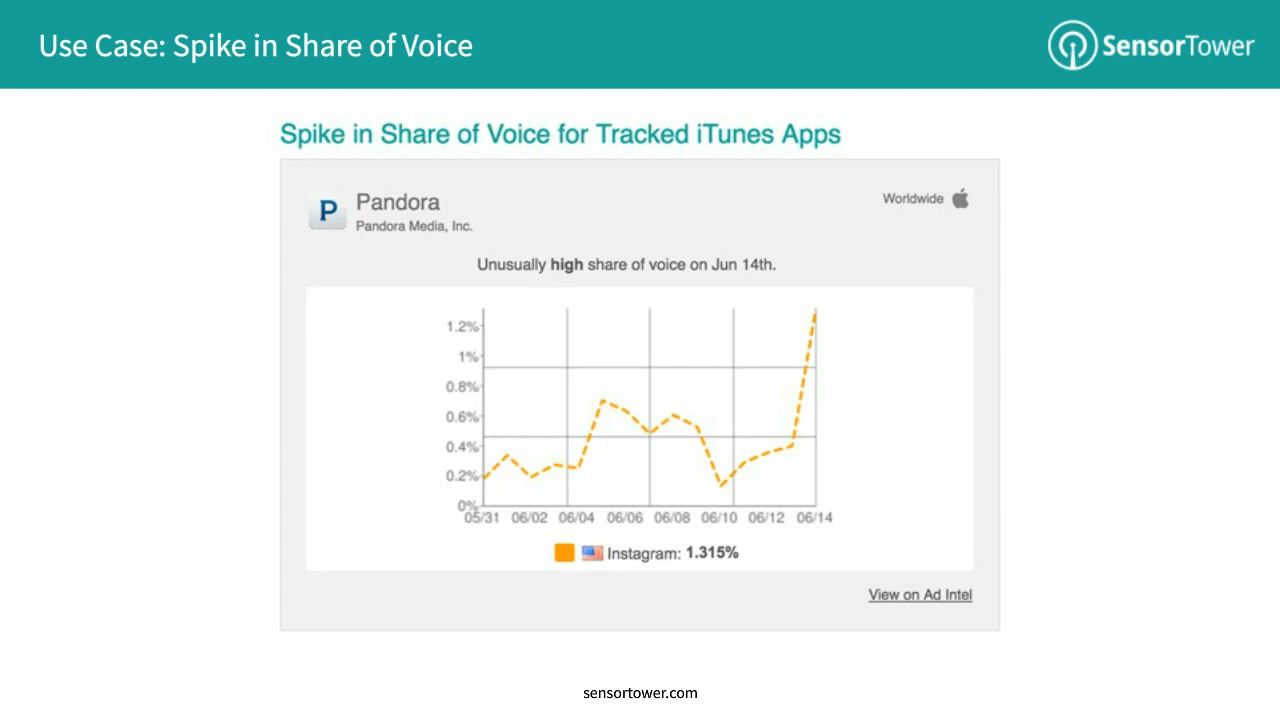 Use Case: Spike in Share of Voice
SensorTower
Spike in Share of Voice for Tracked iTunes Apps
P
Pandora
Pandora Media, Inc.
Worldwide
Unusually high share of voice on Jun 14th.
1.2%
1%
0.8%
0.6%
0.4%
0.2%
0%
05/31 06/02 06/04 06/06 06/08 06/10 06/12 06/14
Instagram: 1.315%
View on Ad Intel
sensortower.com